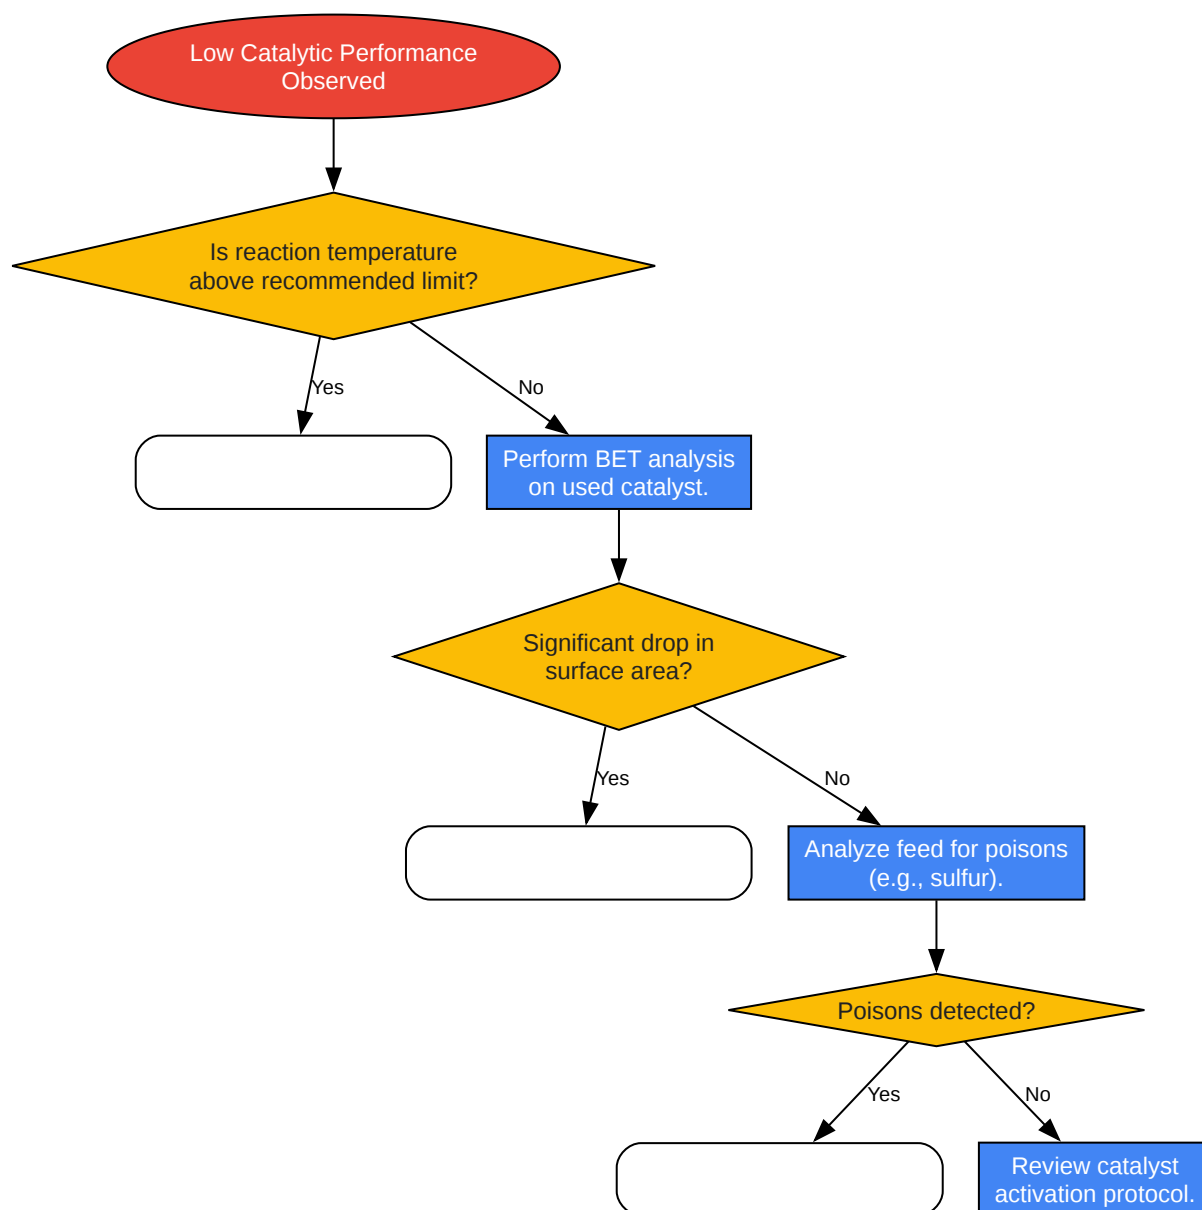 Low Catalytic Performance
Observed
Is reaction temperature
above recommended limit?
Yes
No
Perform BET analysis
on used catalyst.
Significant drop in
surface area?
Yes
No
Analyze feed for poisons
(e.g., sulfur).
Poisons detected?
Yes
No
Review catalyst
activation protocol.